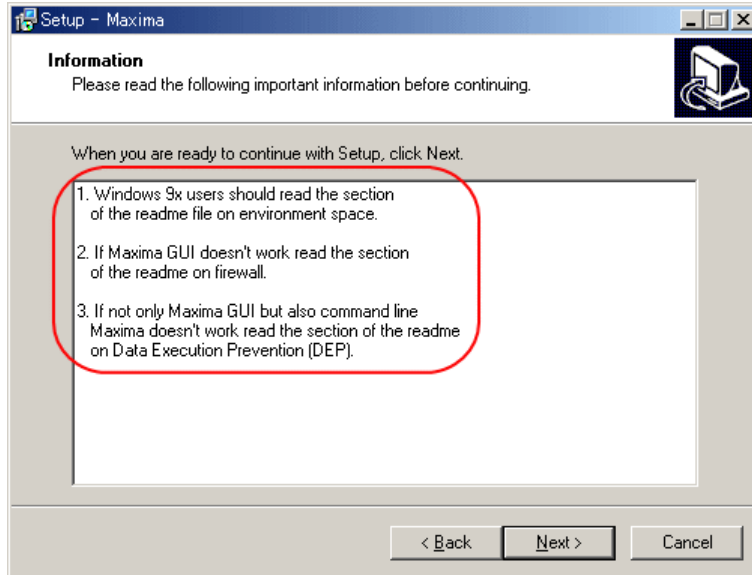 Setup - Maxima
Information
Please read the following important information before continuing.
When you are ready to continue with Setup, click Next.
1. Windows 9x users should read the section
of the readme file on environment space.
2. If Maxima GUI doesn't work read the section
of the readme on firewall.
3. If not only Maxima GUI but also command line
Maxima doesn't work read the section of the readme
on Data Execution Prevention (DEP).
< Back Next > Cancel